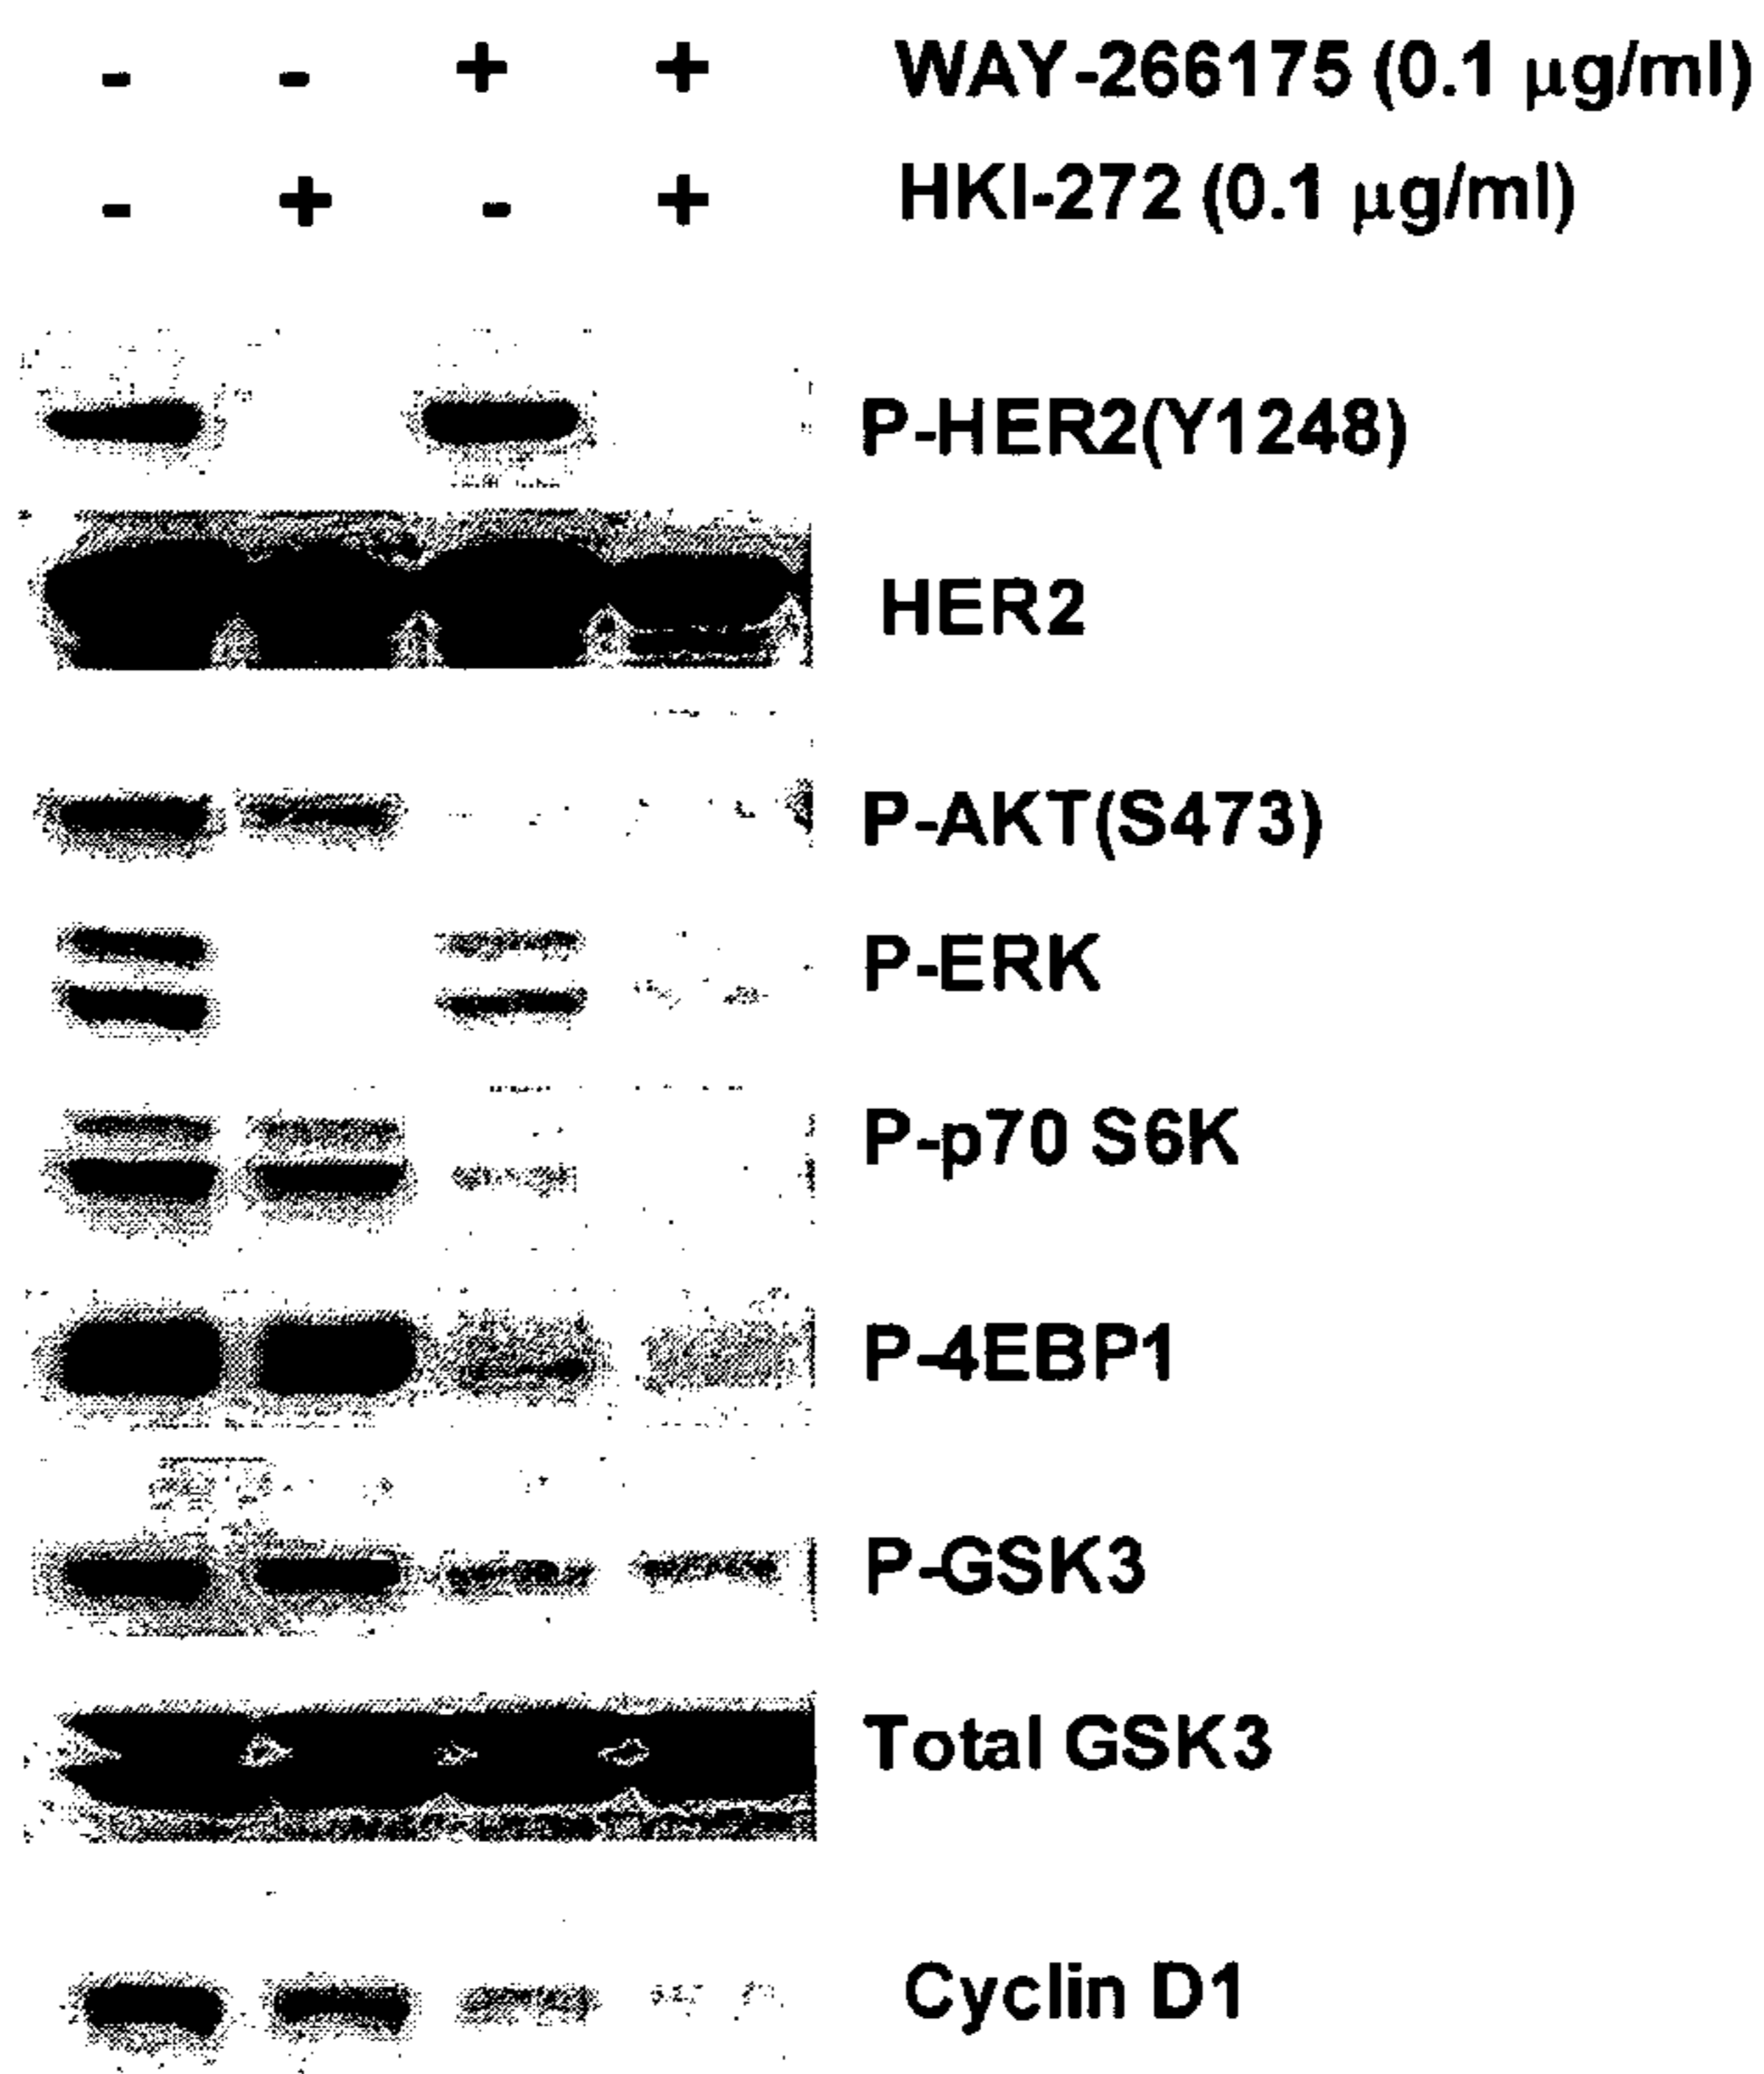 - - + + WAY-266175 (0.1 µg/ml)
- + - + HKI-272 (0.1 µg/ml)
P-HER2(Y1248)
HER2
P-AKT(S473)
P-ERK
P-p70 S6K
P-4EBP1
P-GSK3
Total GSK3
Cyclin D1